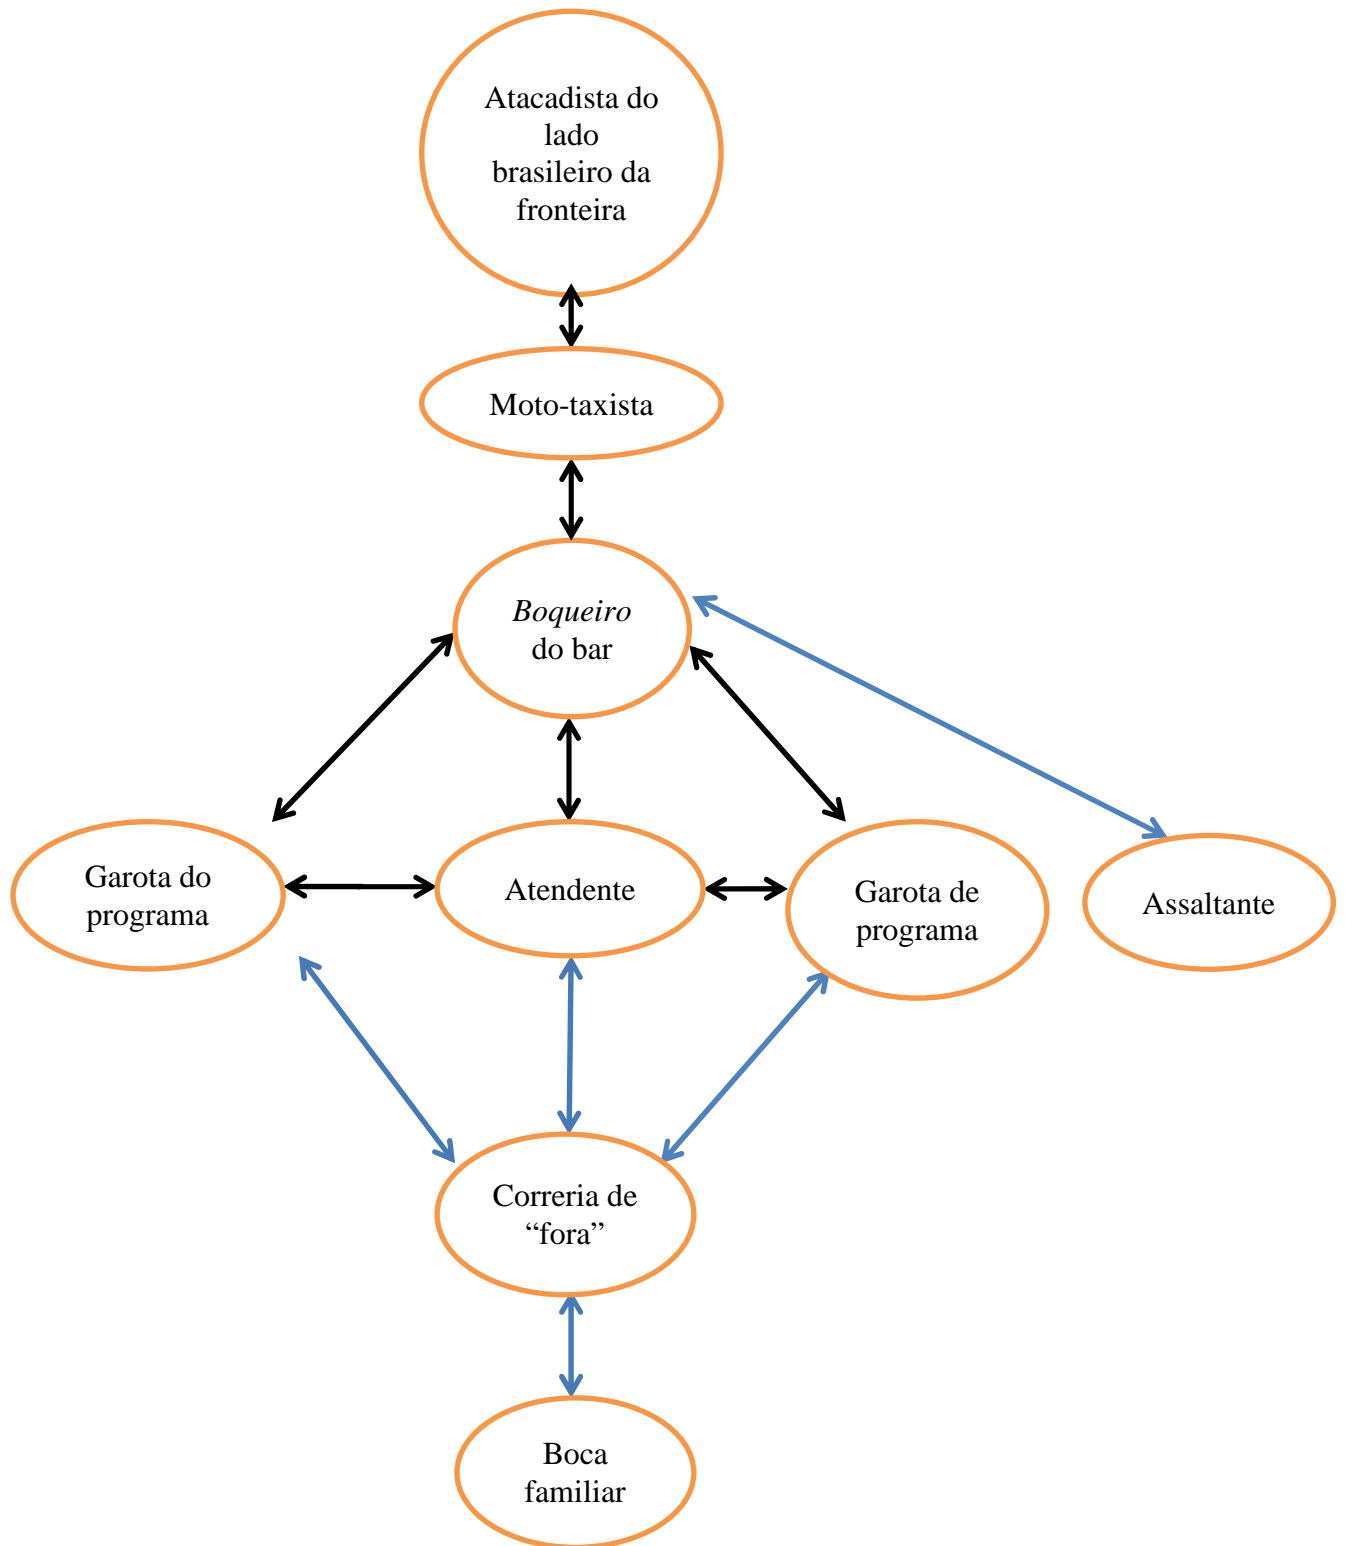 Atacadista do
lado
brasileiro da
fronteira
Moto-taxista
Boqueiro
do bar
Garota do
programa
Atendente
Garota de
programa
Assaltante
Correria de
“fora”
Boca
familiar